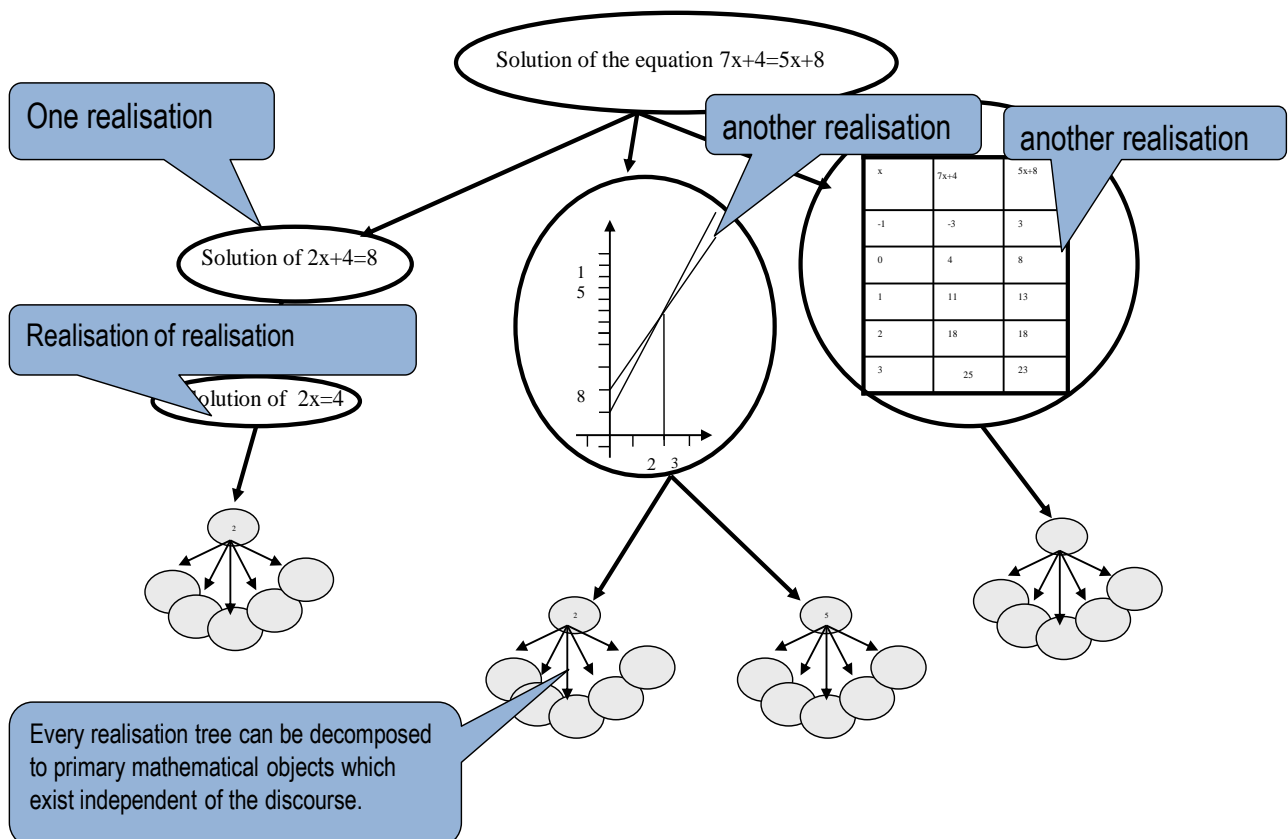 Solution of the equation 7x+4=5x+8
One realisation
another realisation
another realisation
x 7x+4 5x+8
-1 -3 3
0 4 8
1 11 13
2 18 18
3 25 23
Solution of 2x+4=8
1
5
8
2 3
Realisation of realisation
olution of 2x=4
2
2
5
Every realisation tree can be decomposed
to primary mathematical objects which
exist independent of the discourse.